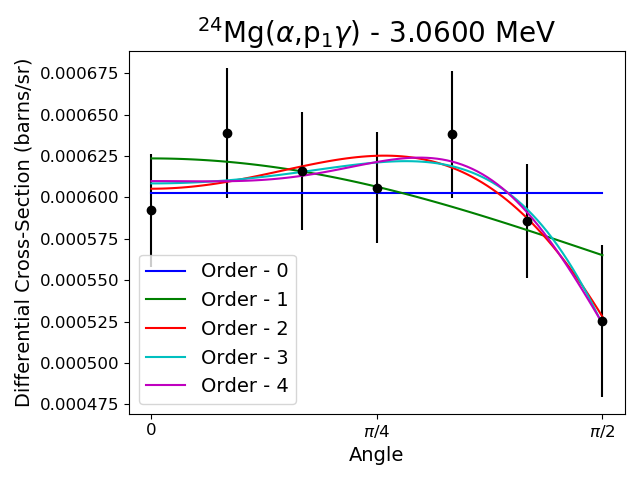 ²⁴Mg(α,p₁γ) - 3.0600 MeV
Differential Cross-Section (barns/sr)
0.000675
0.000650
0.000625
0.000600
0.000575
0.000550
0.000525
0.000500
0.000475
Order - 0
Order - 1
Order - 2
Order - 3
Order - 4
0
π/4
π/2
Angle